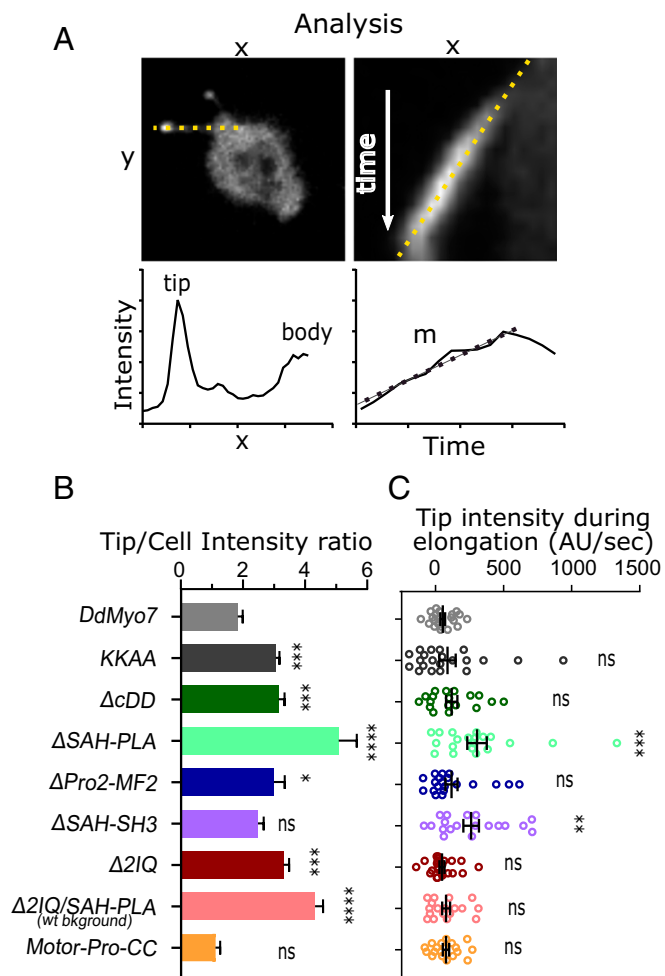 A
Analysis
x
x
y
time
tip
body
m
Intensity
x
Time
B
C
Tip/Cell Intensity ratio
Tip intensity during
elongation (AU/sec)
0 2 4 6
0 500 1000 1500
DdMyo7
KKAA *** ns
ΔcDD *** ns
ΔSAH-PLA **** ***
ΔPro2-MF2 * ns
ΔSAH-SH3 ns **
Δ2IQ *** ns
Δ2IQ/SAH-PLA **** ns
(wt bkground)
Motor-Pro-CC ns ns